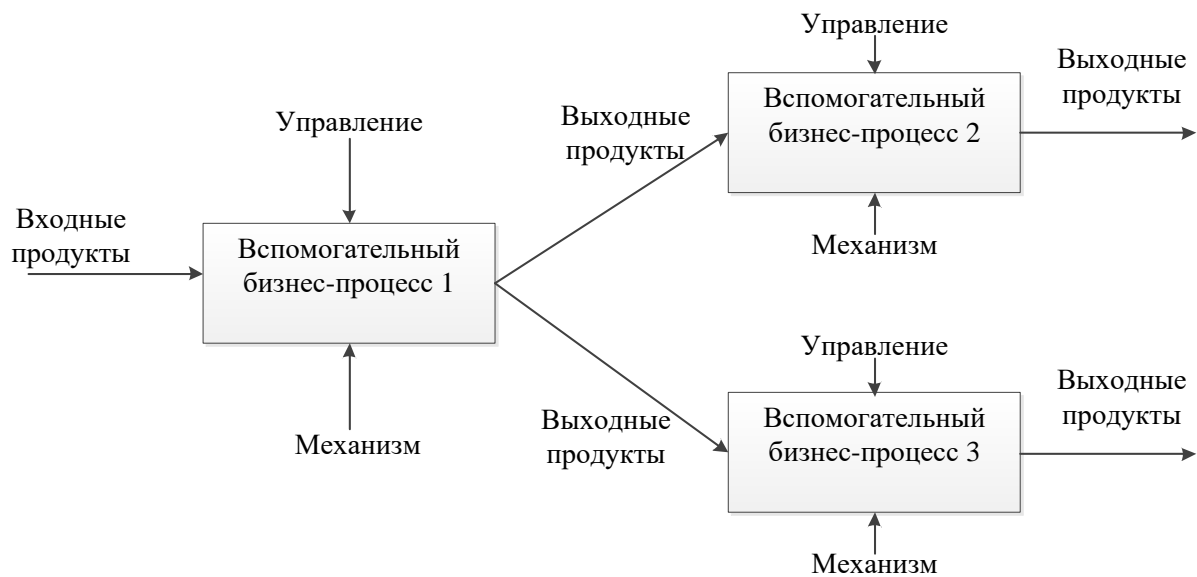 Управление
Вспомогательный
бизнес-процесс 2
Выходные
продукты
Механизм
Выходные
продукты
Управление
Входные
продукты
Вспомогательный
бизнес-процесс 1
Механизм
Выходные
продукты
Управление
Вспомогательный
бизнес-процесс 3
Выходные
продукты
Механизм